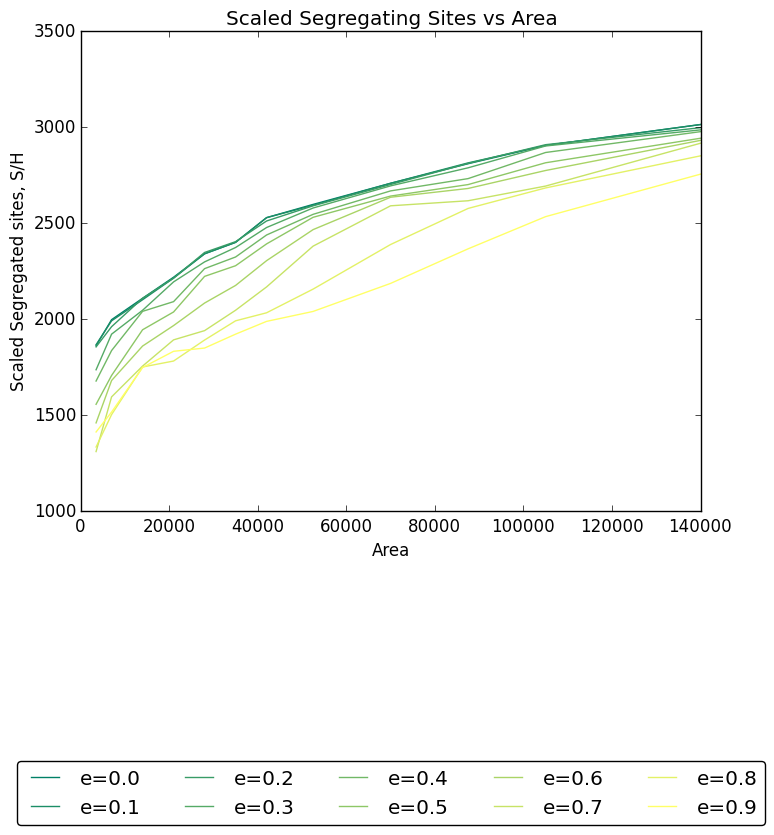 Scaled Segregating Sites vs Area
3500
3000
2500
2000
1500
1000
Scaled Segregated sites, S/H
0 20000 40000 60000 80000 100000 120000 140000
Area
e=0.0 e=0.2 e=0.4 e=0.6 e=0.8
e=0.1 e=0.3 e=0.5 e=0.7 e=0.9